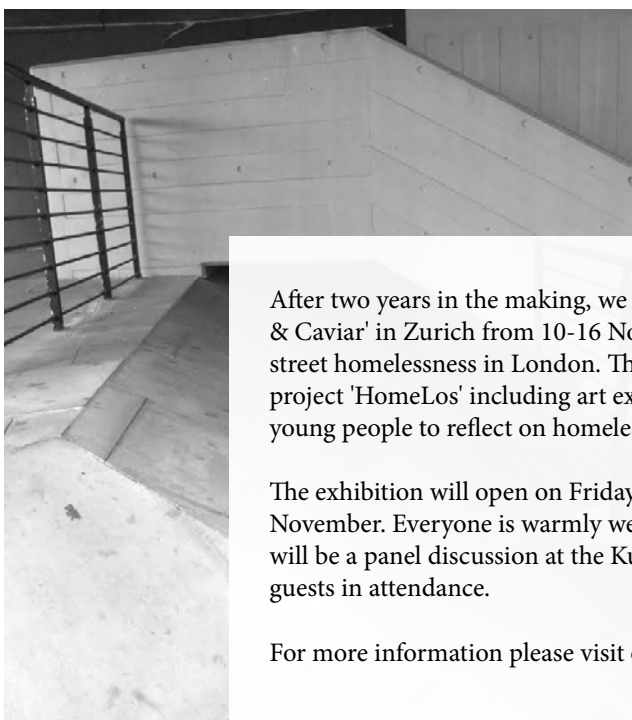 After two years in the making, we
& Caviar' in Zurich from 10-16 No
street homelessness in London. Th
project 'HomeLos' including art ex
young people to reflect on homele
The exhibition will open on Friday
November. Everyone is warmly we
will be a panel discussion at the Ku
guests in attendance.
For more information please visit